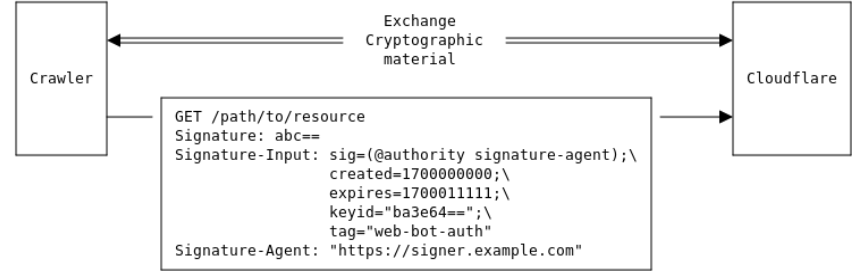 Exchange
Cryptographic
material
Crawler
Cloudflare
GET /path/to/resource
Signature: abc==
Signature-Input: sig=(@authority signature-agent);\
created=1700000000;\
expires=1700011111;\
keyid="ba3e64==";\
tag="web-bot-auth"
Signature-Agent: "https://signer.example.com"